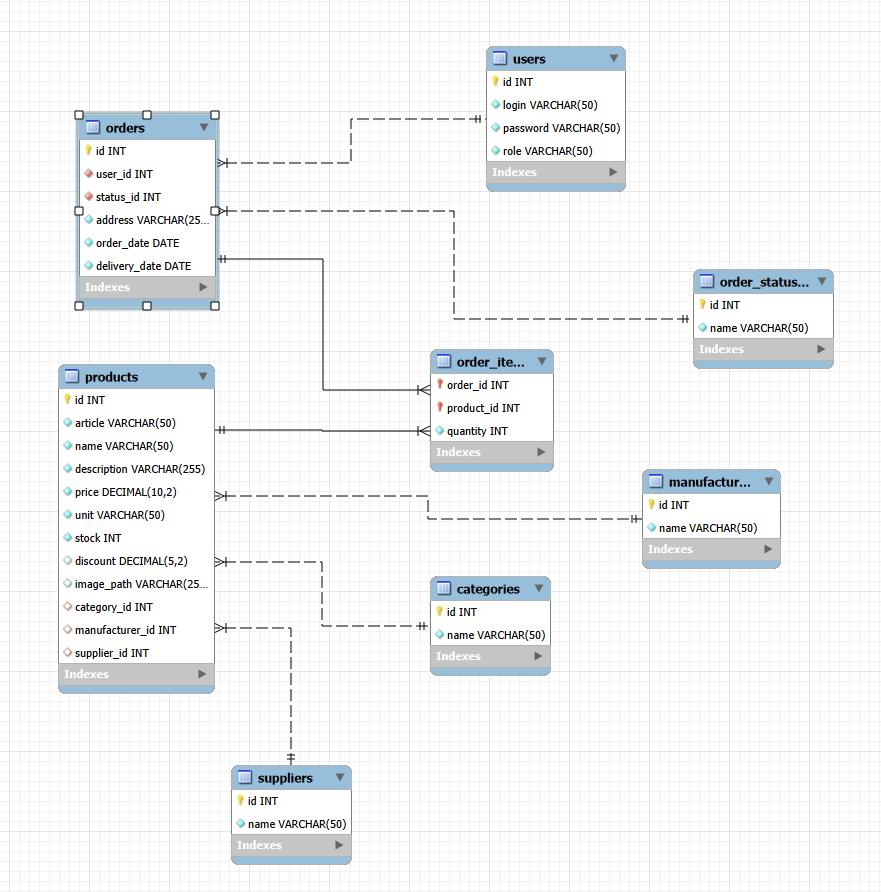 users
id INT
login VARCHAR(50)
password VARCHAR(50)
role VARCHAR(50)
Indexes
orders
id INT
user_id INT
status_id INT
address VARCHAR(25...
order_date DATE
delivery_date DATE
Indexes
order_status...
id INT
name VARCHAR(50)
Indexes
order_ite...
order_id INT
product_id INT
quantity INT
Indexes
products
id INT
article VARCHAR(50)
name VARCHAR(50)
description VARCHAR(255)
price DECIMAL(10,2)
unit VARCHAR(50)
stock INT
discount DECIMAL(5,2)
image_path VARCHAR(25...
category_id INT
manufacturer_id INT
supplier_id INT
Indexes
manufactur...
id INT
name VARCHAR(50)
Indexes
categories
id INT
name VARCHAR(50)
Indexes
suppliers
id INT
name VARCHAR(50)
Indexes